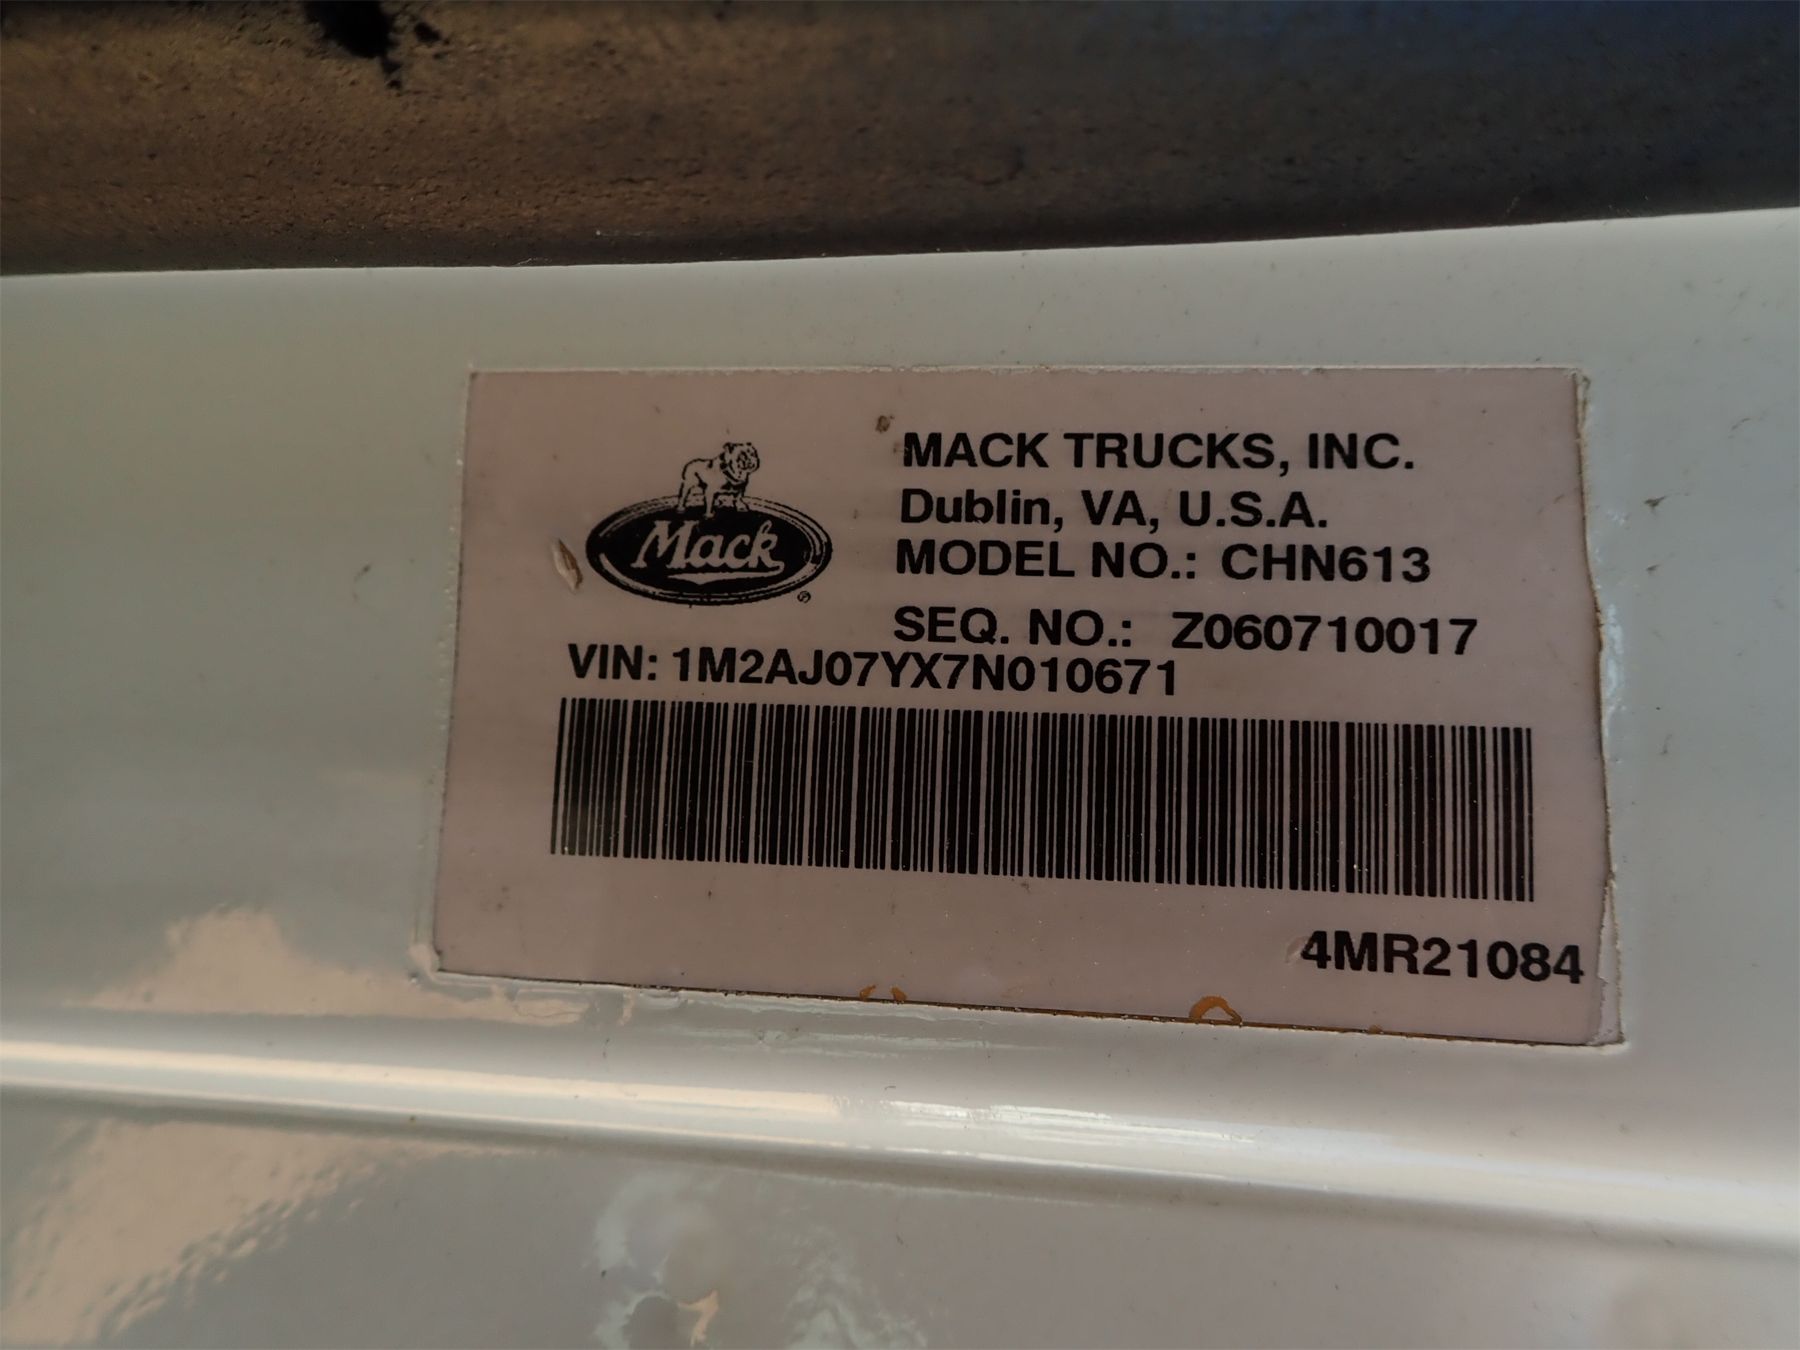 MACK TRUCKS, INC.
Dublin, VA, U.S.A.
Mack
®
MODEL NO.: CHN613
SEQ. NO.: Z060710017
VIN: 1M2AJ07YX7N010671
4MR21084